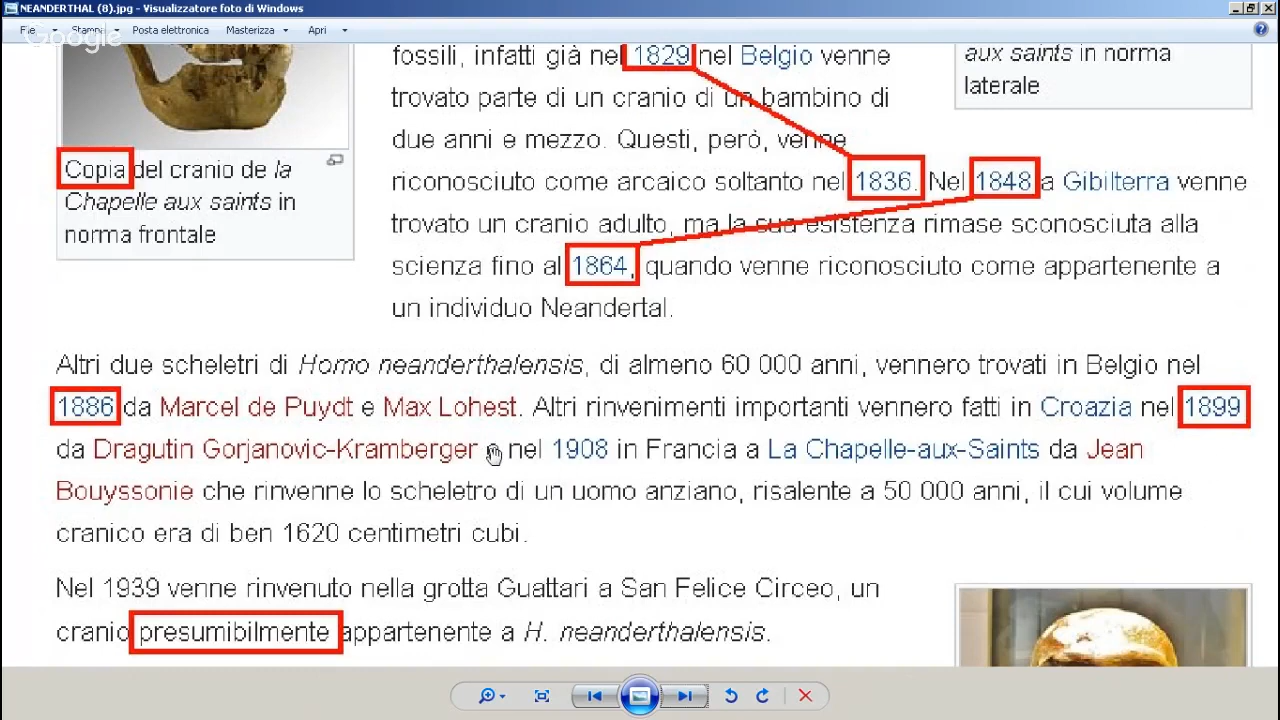 NEANDERTHAL (8).jpg - Visualizzatore foto di Windows
File Stampa Posta elettronica Masterizza Apri
Google
fossili, infatti già nel 1829 nel Belgio venne
trovato parte di un cranio di un bambino di
due anni e mezzo. Questi, però, venne
riconosciuto come arcaico soltanto nel 1836. Nel 1848 a Gibilterra venne
trovato un cranio adulto, ma la sua esistenza rimase sconosciuta alla
scienza fino al 1864, quando venne riconosciuto come appartenente a
un individuo Neandertal.
aux saints in norma
laterale
Copia del cranio de la
Chapelle aux saints in
norma frontale
Altri due scheletri di Homo neanderthalensis, di almeno 60 000 anni, vennero trovati in Belgio nel
1886 da Marcel de Puydt e Max Lohest. Altri rinvenimenti importanti vennero fatti in Croazia nel 1899
da Dragutin Gorjanovic-Kramberger nel 1908 in Francia a La Chapelle-aux-Saints da Jean
Bouyssonie che rinvenne lo scheletro di un uomo anziano, risalente a 50 000 anni, il cui volume
cranico era di ben 1620 centimetri cubi.
Nel 1939 venne rinvenuto nella grotta Guattari a San Felice Circeo, un
cranio presumibilmente appartenente a H. neanderthalensis.